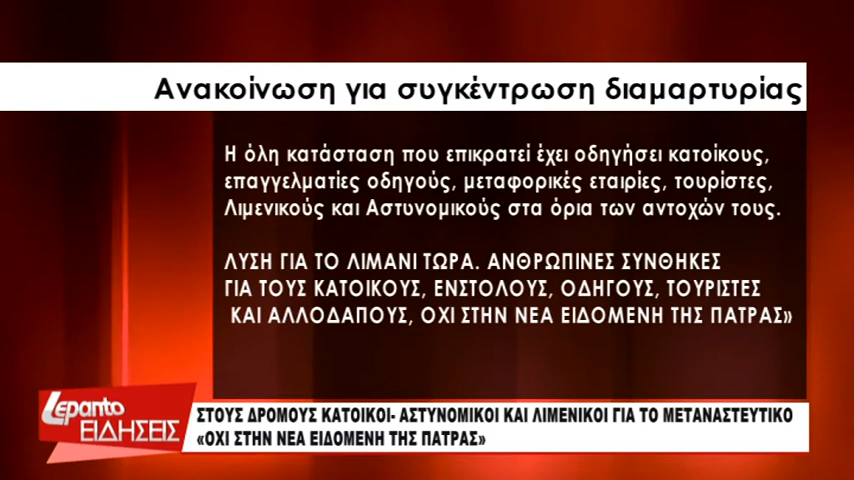 Ανακοίνωση για συγκέντρωση διαμαρτυρίας
Η όλη κατάσταση που επικρατεί έχει οδηγήσει κατοίκους,
επαγγελματίες οδηγούς, μεταφορικές εταιρίες, τουρίστες,
Λιμενικούς και Αστυνομικούς στα όρια των αντοχών τους.
ΛΥΣΗ ΓΙΑ ΤΟ ΛΙΜΑΝΙ ΤΩΡΑ. ΑΝΘΡΩΠΙΝΕΣ ΣΥΝΘΗΚΕΣ
ΓΙΑ ΤΟΥΣ ΚΑΤΟΙΚΟΥΣ, ΕΝΣΤΟΛΟΥΣ, ΟΔΗΓΟΥΣ, ΤΟΥΡΙΣΤΕΣ
ΚΑΙ ΑΛΛΟΔΑΠΟΥΣ, ΟΧΙ ΣΤΗΝ ΝΕΑ ΕΙΔΟΜΕΝΗ ΤΗΣ ΠΑΤΡΑΣ»
Lepanto
ΕΙΔΗΣΕΙΣ
ΣΤΟΥΣ ΔΡΟΜΟΥΣ ΚΑΤΟΙΚΟΙ- ΑΣΤΥΝΟΜΙΚΟΙ ΚΑΙ ΛΙΜΕΝΙΚΟΙ ΓΙΑ ΤΟ ΜΕΤΑΝΑΣΤΕΥΤΙΚΟ
«ΟΧΙ ΣΤΗΝ ΝΕΑ ΕΙΔΟΜΕΝΗ ΤΗΣ ΠΑΤΡΑΣ»